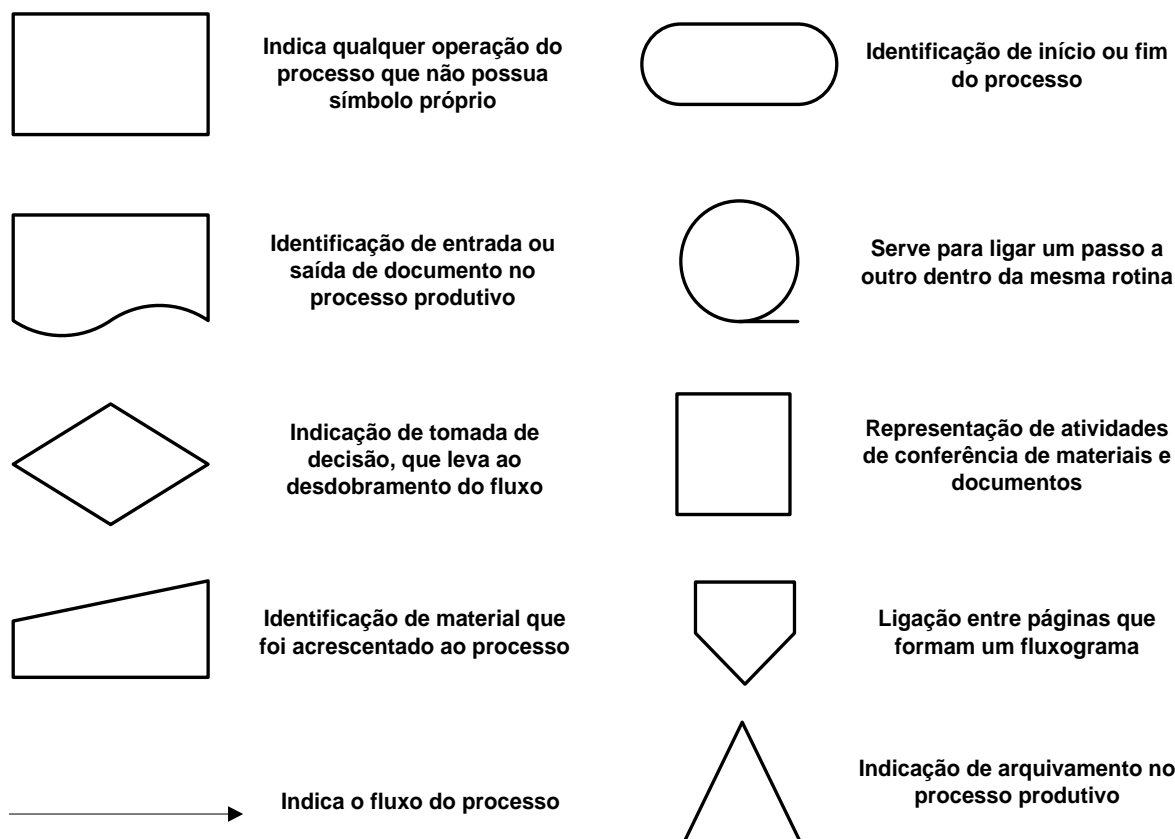 Indica qualquer operação do
processo que não possua
símbolo próprio
Identificação de início ou fim
do processo
Identificação de entrada ou
saída de documento no
processo produtivo
Serve para ligar um passo a
outro dentro da mesma rotina
Indicação de tomada de
decisão, que leva ao
desdobramento do fluxo
Representação de atividades
de conferência de materiais e
documentos
Identificação de material que
foi acrescentado ao processo
Ligação entre páginas que
formam um fluxograma
Indica o fluxo do processo
Indicação de arquivamento no
processo produtivo